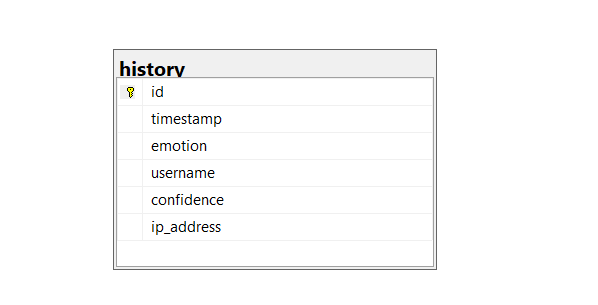 history
id
timestamp
emotion
username
confidence
ip_address